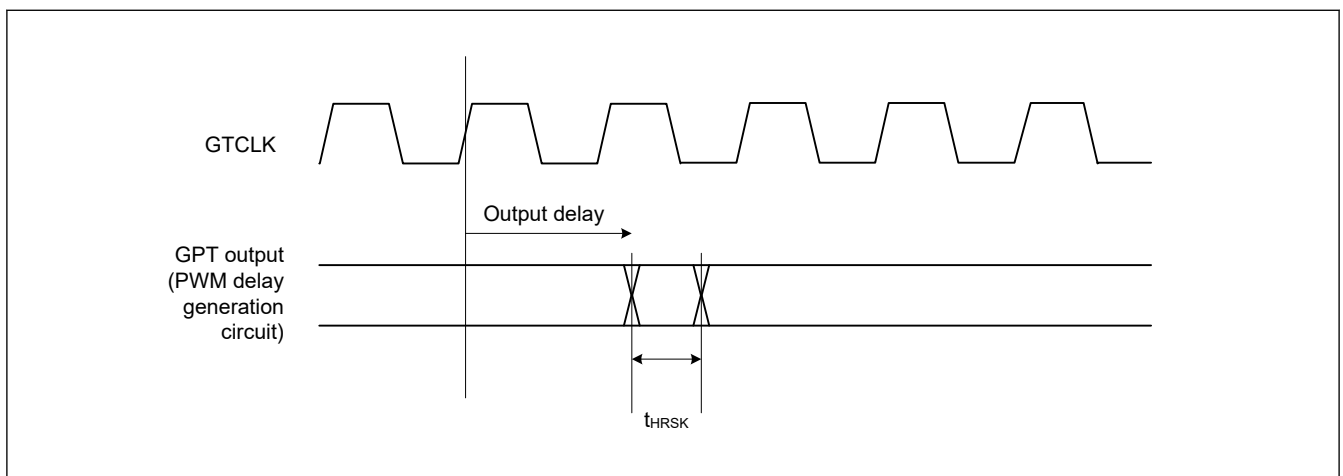 GTCLK
Output delay
GPT output
(PWM delay
generation
circuit)
tHRSK